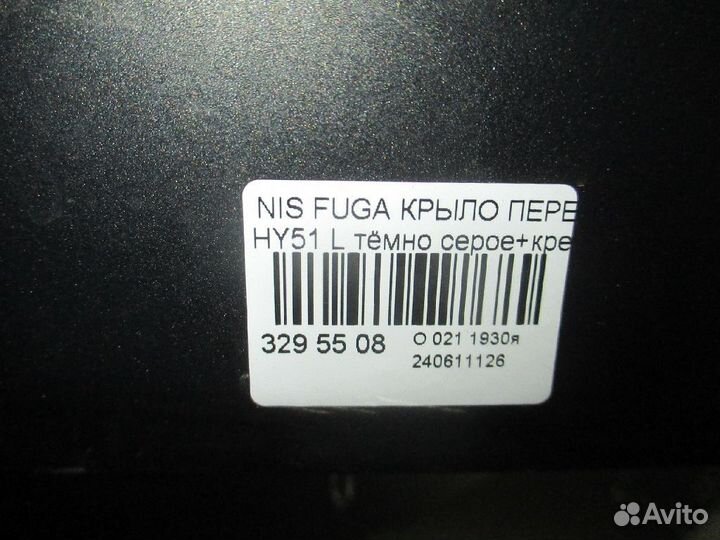 NIS FUGA КРЫЛО ПЕРЕ
HY51 L тёмно серое+кре
329 55 08
О 021 1930я
240611126
Avito